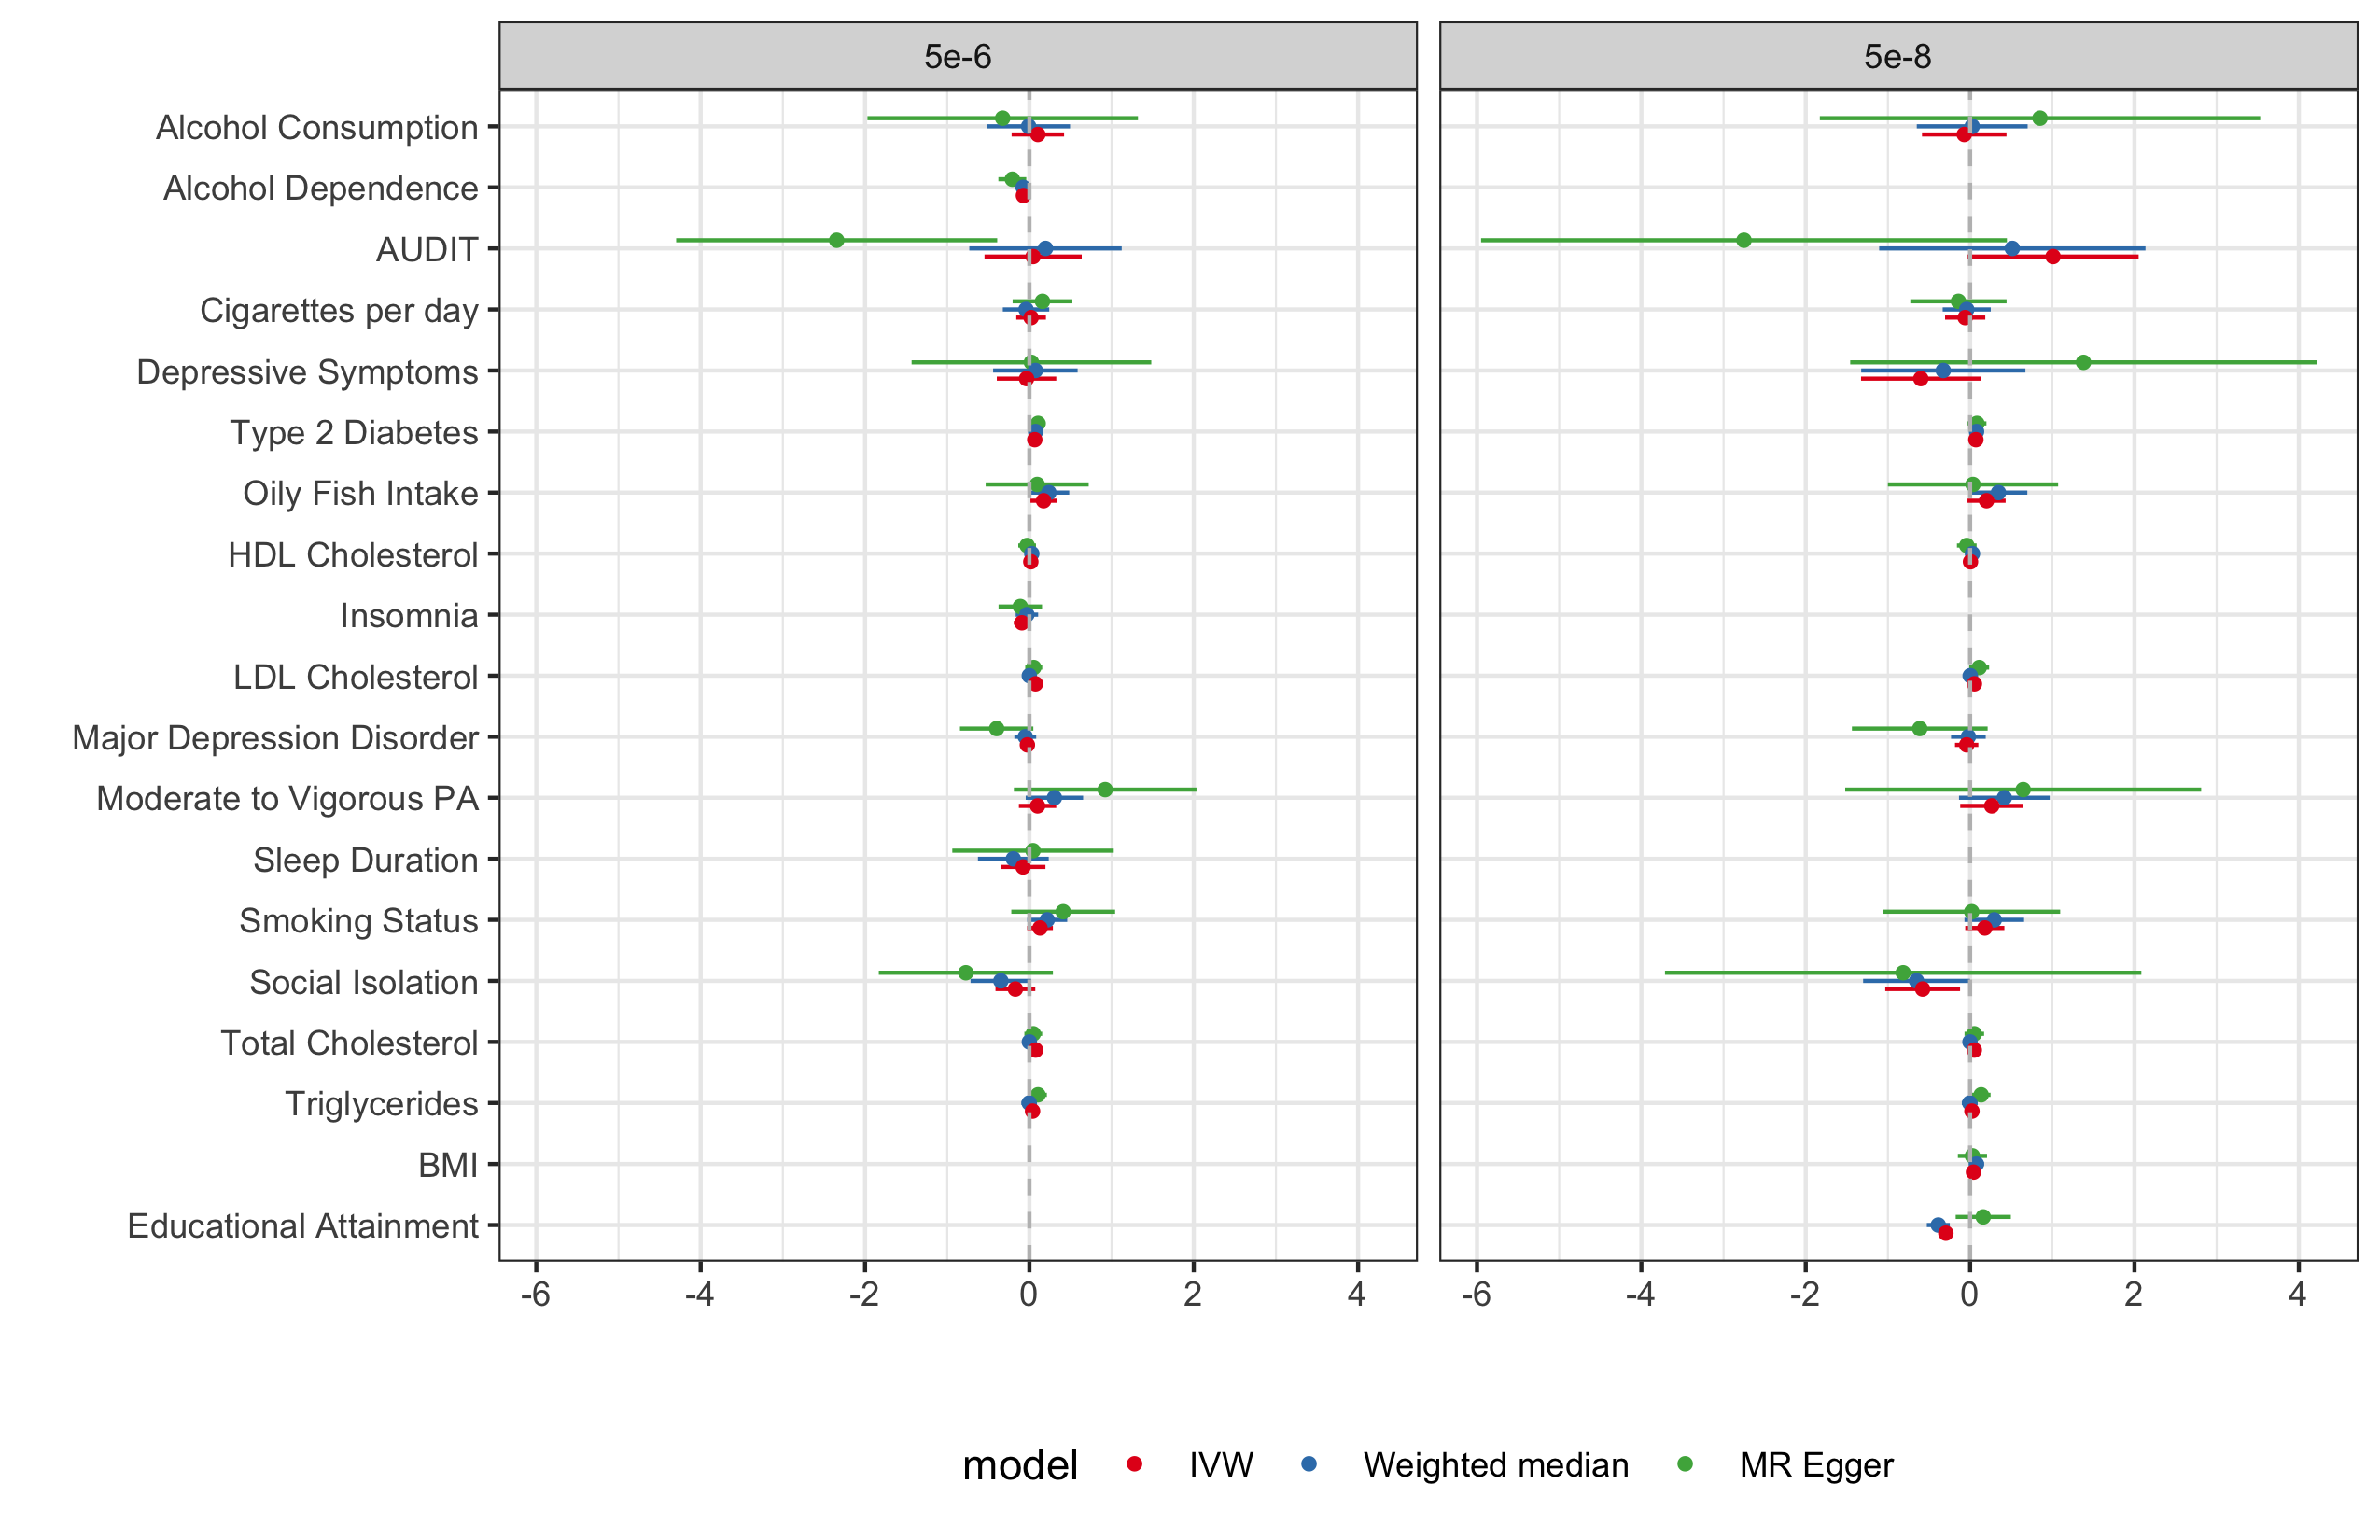 5e-6 5e-8
Alcohol Consumption
Alcohol Dependence
AUDIT
Cigarettes per day
Depressive Symptoms
Type 2 Diabetes
Oily Fish Intake
HDL Cholesterol
Insomnia
LDL Cholesterol
Major Depression Disorder
Moderate to Vigorous PA
Sleep Duration
Smoking Status
Social Isolation
Total Cholesterol
Triglycerides
BMI
Educational Attainment
-6 -4 -2 0 2 4 -6 -4 -2 0 2 4
model IVW Weighted median MR Egger